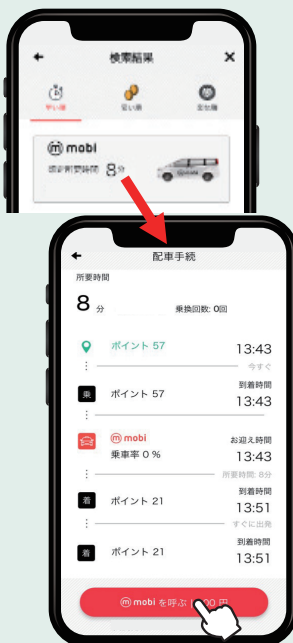 検索結果
早い順
安い順
mobi
想定所要時間 8分
配車手続
所要時間
8 分
乗換回数: 0回
ポイント 57
13:43
今すぐ
到着時間
乗 ポイント 57
13:43
mobi
お迎え時間
乗車率 0 %
13:43
所要時間: 8分
到着時間
着 ポイント 21
13:51
すぐに出発
到着時間
着 ポイント 21
13:51
mobi を呼ぶ 円